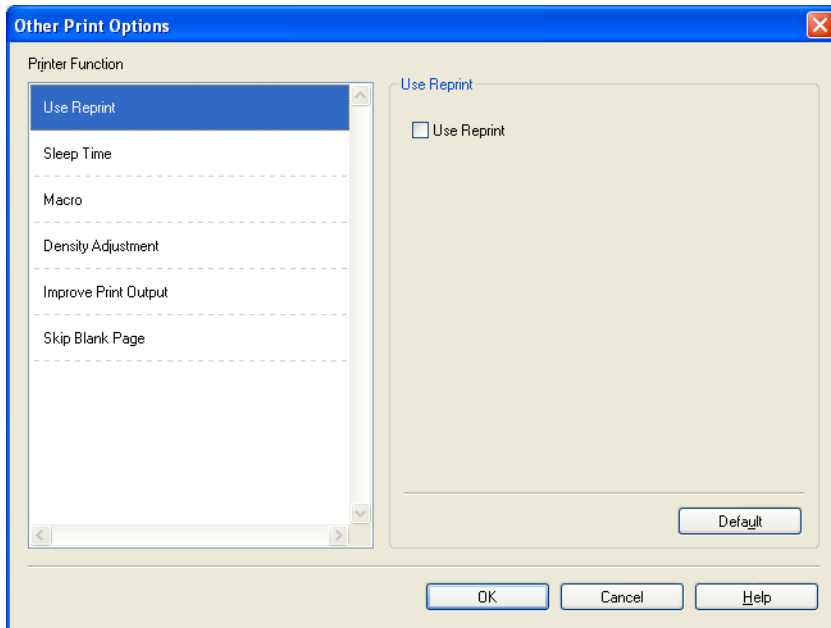 Other Print Options
Printer Function
Use Reprint
Sleep Time
Macro
Density Adjustment
Improve Print Output
Skip Blank Page
Use Reprint
Use Reprint
Default
OK
Cancel
Help